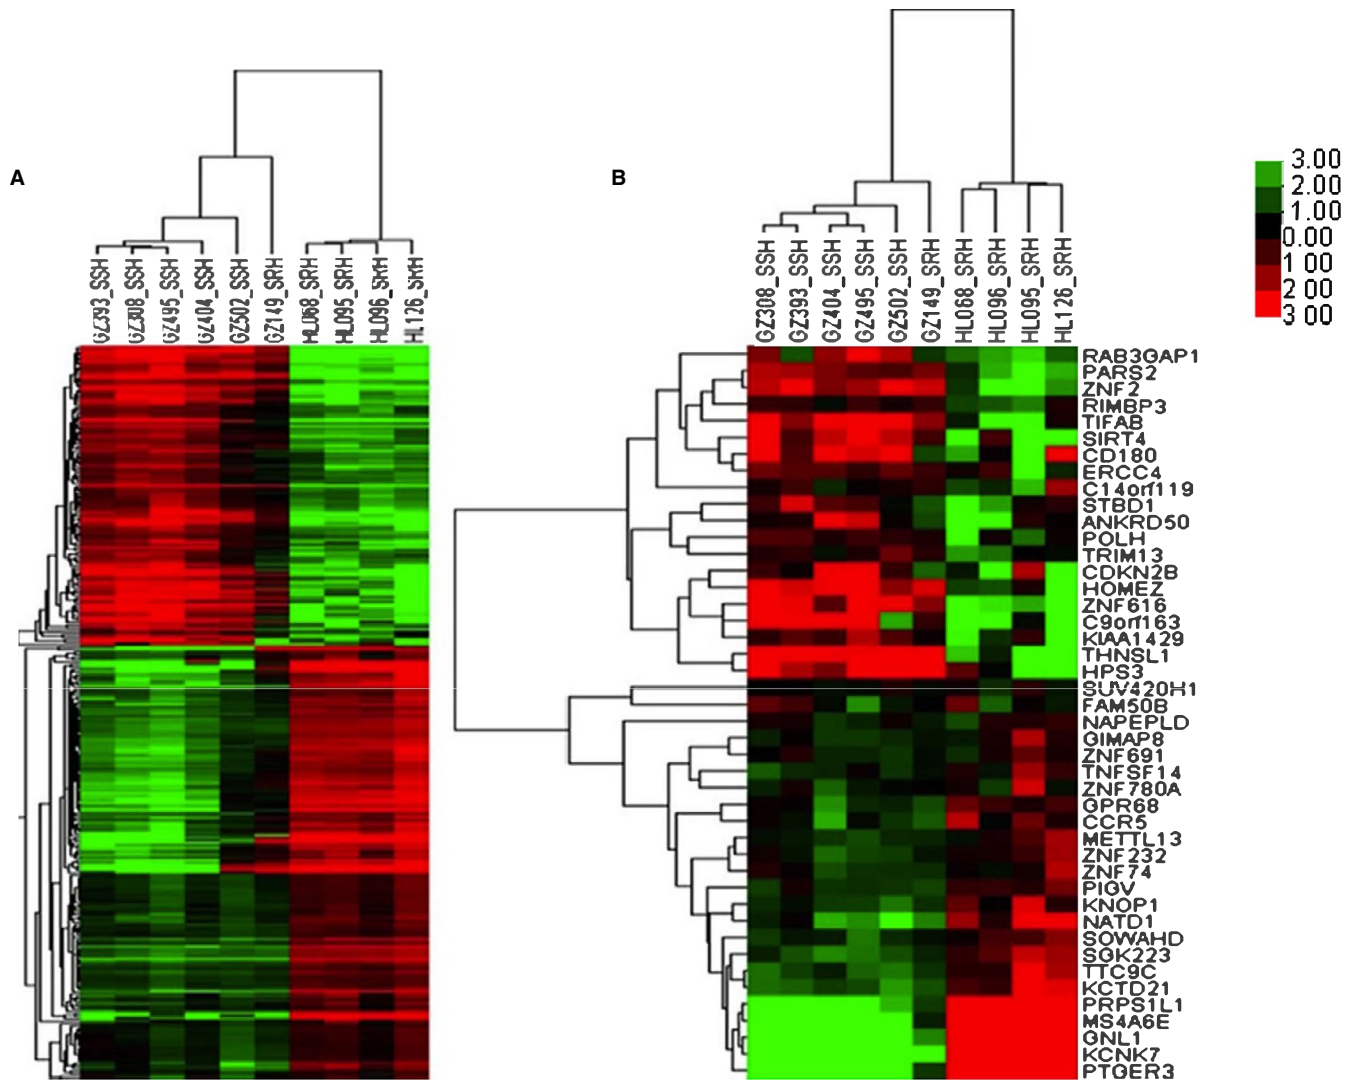 A
B
GZ393_SSH
GZ308_SSH
GZ495_SSH
GZ404_SSH
GZ502_SSH
GZ149_SRH
HL068_SRH
HL095_SRH
HL096_SRH
HL126_SRH
GZ308_SSH
GZ393_SSH
GZ404_SSH
GZ495_SSH
GZ502_SSH
GZ149_SRH
HL068_SRH
HL096_SRH
HL095_SRH
HL126_SRH
3.00
2.00
1.00
0.00
1 00
2 00
3 00
RAB3GAP1
PARS2
ZNF2
RIMBP3
TIFAB
SIRT4
CD180
ERCC4
C14orf119
STBD1
ANKRD50
POLH
TRIM13
CDKN2B
HOMEZ
ZNF616
C9orf163
KIAA1429
THNSL1
HPS3
SUV420H1
FAM50B
NAPEPLD
GIMAP8
ZNF691
TNFSF14
ZNF780A
GPR68
CCR5
METTL13
ZNF232
ZNF74
PIGV
KNOP1
NATD1
SOWAHD
SGK223
TTC9C
KCTD21
PRPS1L1
MS4A6E
GNL1
KCNK7
PTGER3